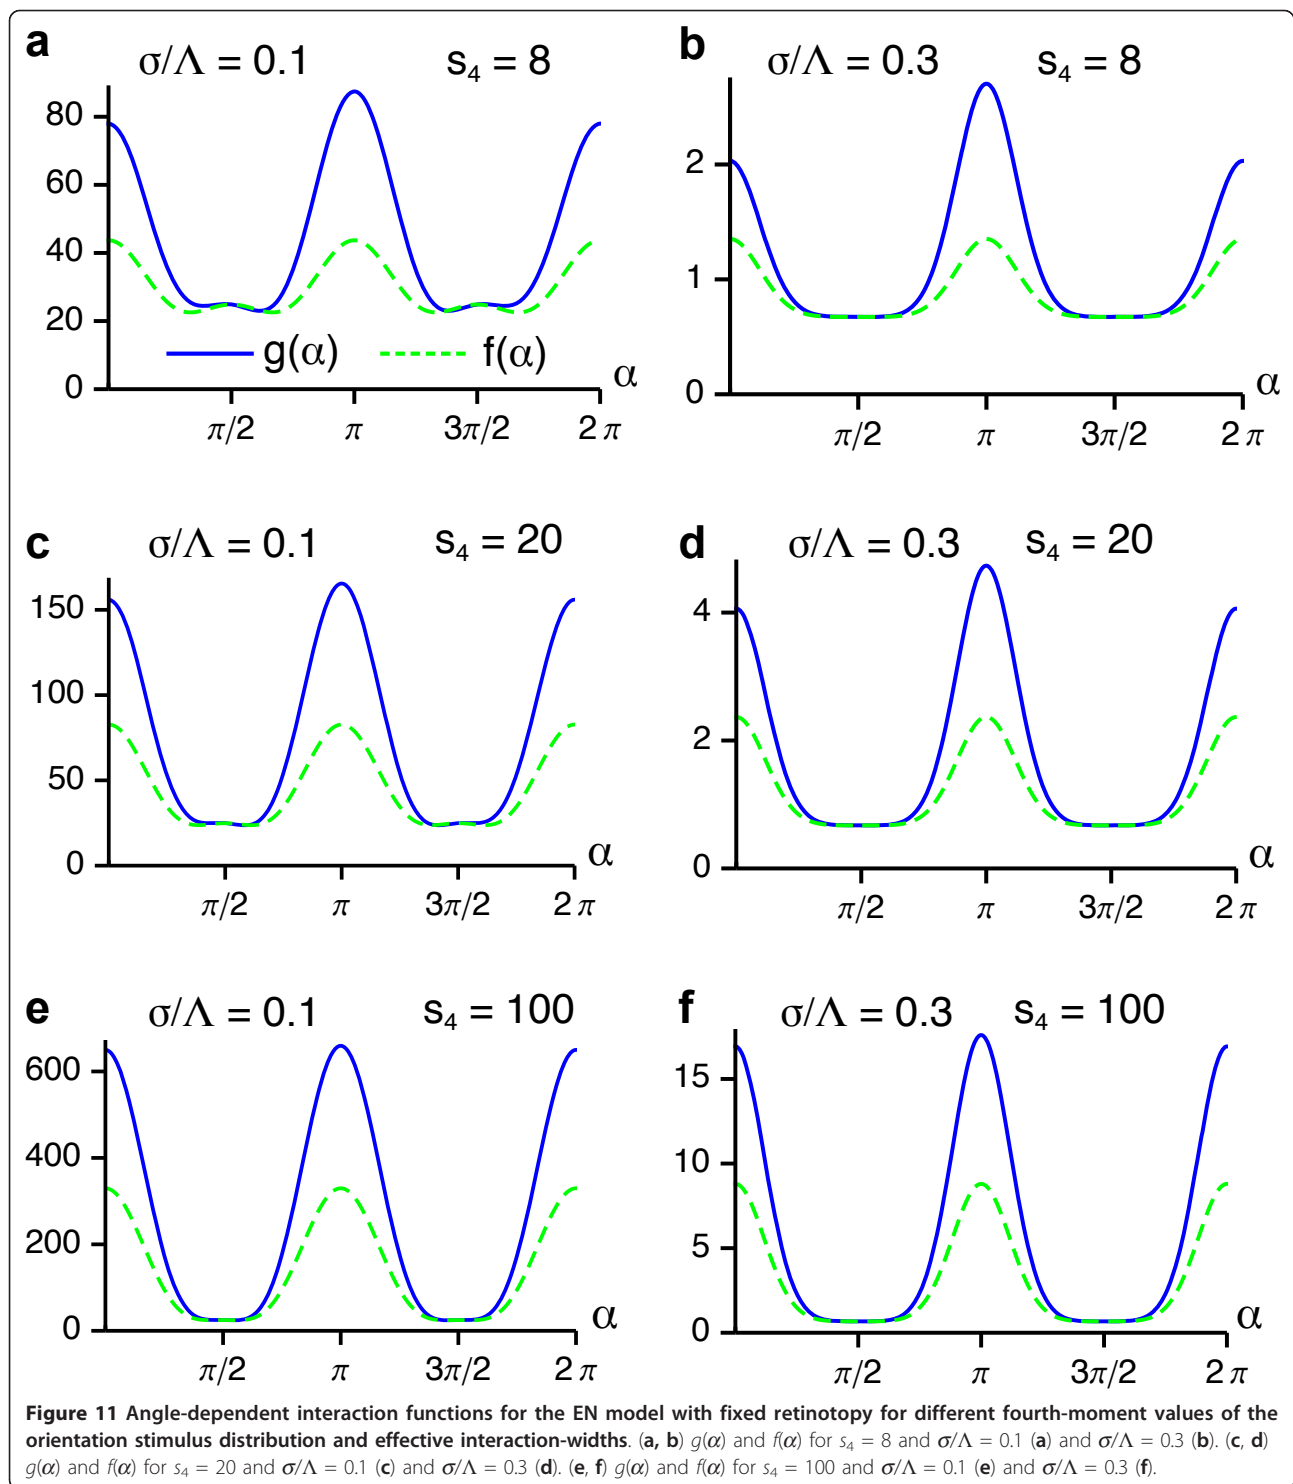 a
σ/Λ = 0.1 s₄ = 8
80
60
40
20
0
g(α) f(α)
α
π/2 π 3π/2 2π
b
σ/Λ = 0.3 s₄ = 8
2
1
0
α
π/2 π 3π/2 2π
c
σ/Λ = 0.1 s₄ = 20
150
100
50
0
α
π/2 π 3π/2 2π
d
σ/Λ = 0.3 s₄ = 20
4
2
0
α
π/2 π 3π/2 2π
e
σ/Λ = 0.1 s₄ = 100
600
400
200
0
α
π/2 π 3π/2 2π
f
σ/Λ = 0.3 s₄ = 100
15
10
5
0
α
π/2 π 3π/2 2π
Figure 11 Angle-dependent interaction functions for the EN model with fixed retinotopy for different fourth-moment values of the
orientation stimulus distribution and effective interaction-widths. (a, b) g(α) and f(α) for s₄ = 8 and σ/Λ = 0.1 (a) and σ/Λ = 0.3 (b). (c, d)
g(α) and f(α) for s₄ = 20 and σ/Λ = 0.1 (c) and σ/Λ = 0.3 (d). (e, f) g(α) and f(α) for s₄ = 100 and σ/Λ = 0.1 (e) and σ/Λ = 0.3 (f).